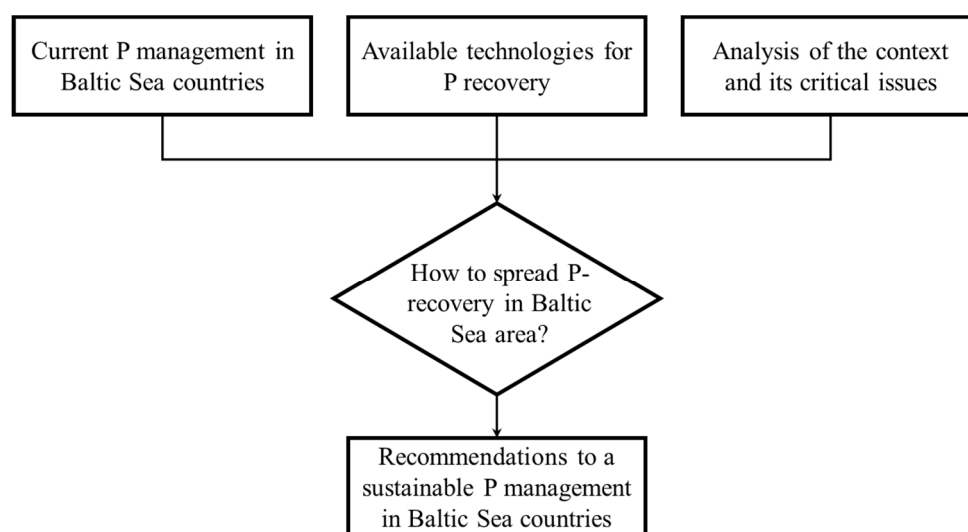 Current P management in
Baltic Sea countries
Available technologies for
P recovery
Analysis of the context
and its critical issues
How to spread P-
recovery in Baltic
Sea area?
Recommendations to a
sustainable P management
in Baltic Sea countries